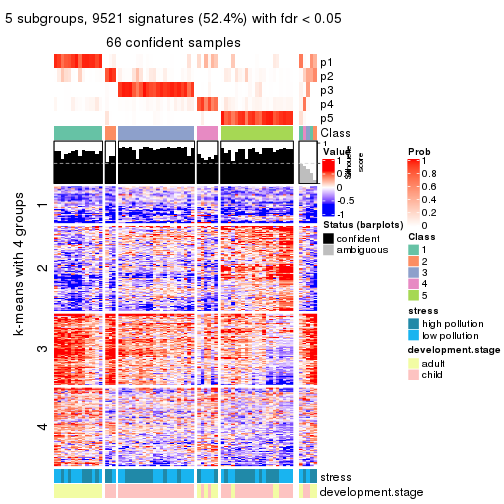 5 subgroups, 9521 signatures (52.4%) with fdr < 0.05
66 confident samples
p1
p2
p3
p4
p5
Class
1
Silhouette
score
k-means with 4 groups
1
2
3
4
stress
development.stage
Value
1
0.5
0
-0.5
-1
Status (barplots)
confident
ambiguous
Prob
1
0.8
0.6
0.4
0.2
0
Class
1
2
3
4
5
stress
high pollution
low pollution
development.stage
adult
child